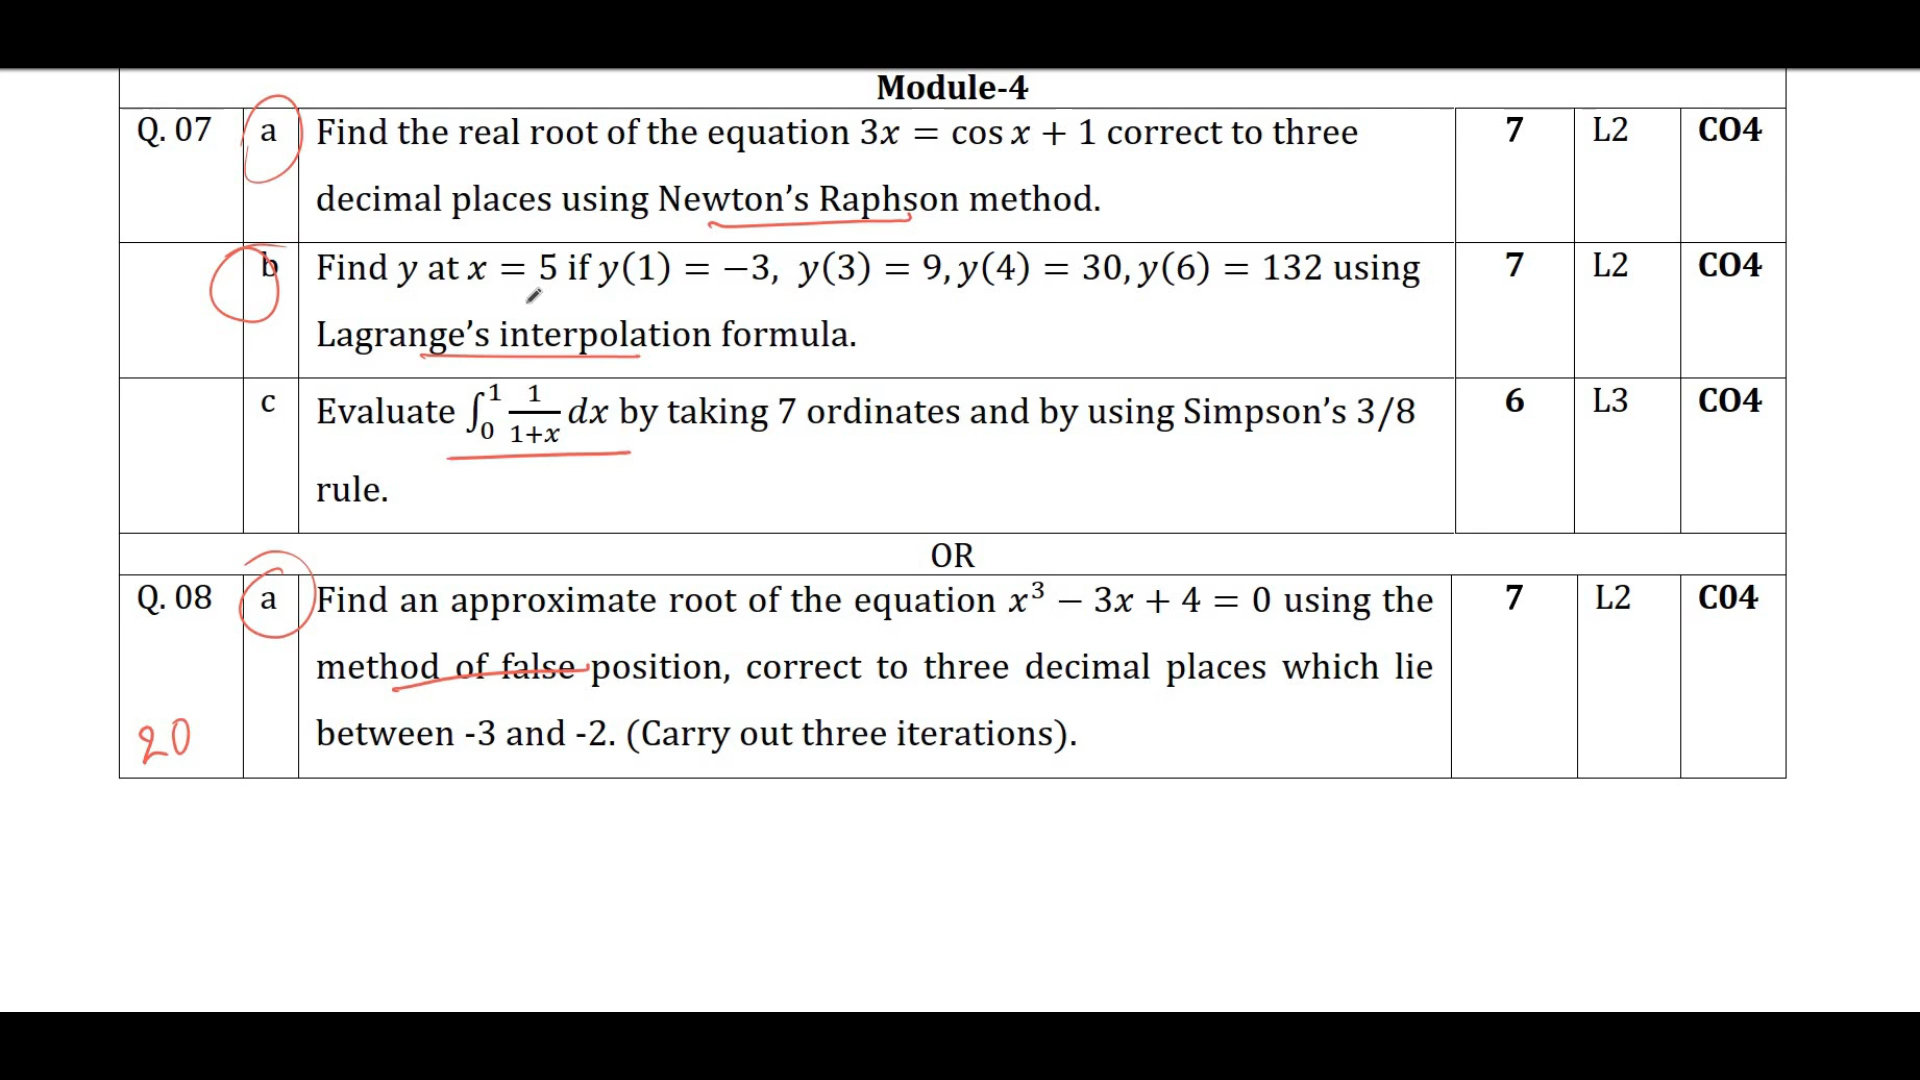 Module-4
Q. 07 a Find the real root of the equation 3x = cos x + 1 correct to three 7 L2 CO4
decimal places using Newton’s Raphson method.
b Find y at x = 5 if y(1) = −3, y(3) = 9, y(4) = 30, y(6) = 132 using 7 L2 CO4
Lagrange’s interpolation formula.
c Evaluate ∫₀¹ 1/(1+x) dx by taking 7 ordinates and by using Simpson’s 3/8 6 L3 CO4
rule.
OR
Q. 08 a Find an approximate root of the equation x³ − 3x + 4 = 0 using the 7 L2 C04
method of false position, correct to three decimal places which lie
20 between -3 and -2. (Carry out three iterations).